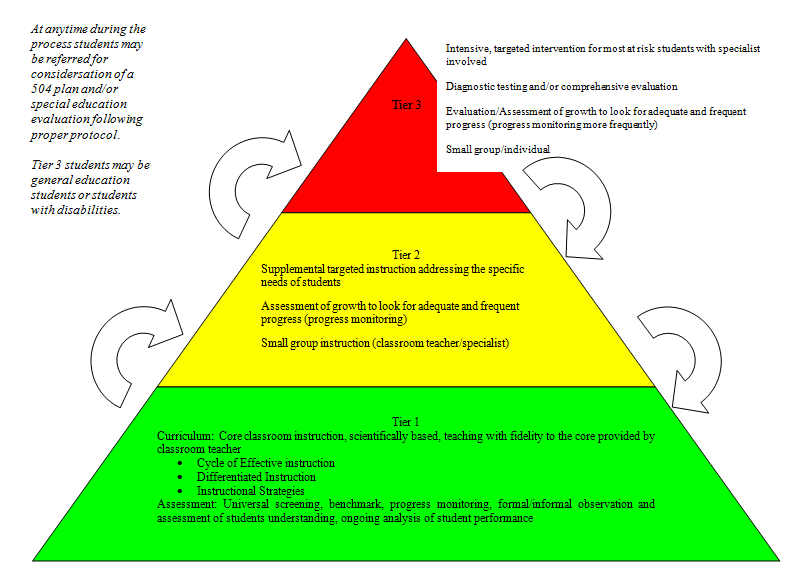 At anytime during the
process students may
be referred for
considersation of a
504 plan and/or
special education
evaluation following
proper protocol.
Tier 3 students may be
general education
students or students
with disabilities.
Tier 3
Intensive, targeted intervention for most at risk students with specialist
involved
Diagnostic testing and/or comprehensive evaluation
Evaluation/Assessment of growth to look for adequate and frequent
progress (progress monitoring more frequently)
Small group/individual
Tier 2
Supplemental targeted instruction addressing the specific
needs of students
Assessment of growth to look for adequate and frequent
progress (progress monitoring)
Small group instruction (classroom teacher/specialist)
Tier 1
Curriculum: Core classroom instruction, scientifically based, teaching with fidelity to the core provided by
classroom teacher
• Cycle of Effective instruction
• Differentiated Instruction
• Instructional Strategies
Assessment: Universal screening, benchmark, progress monitoring, formal/informal observation and
assessment of students understanding, ongoing analysis of student performance